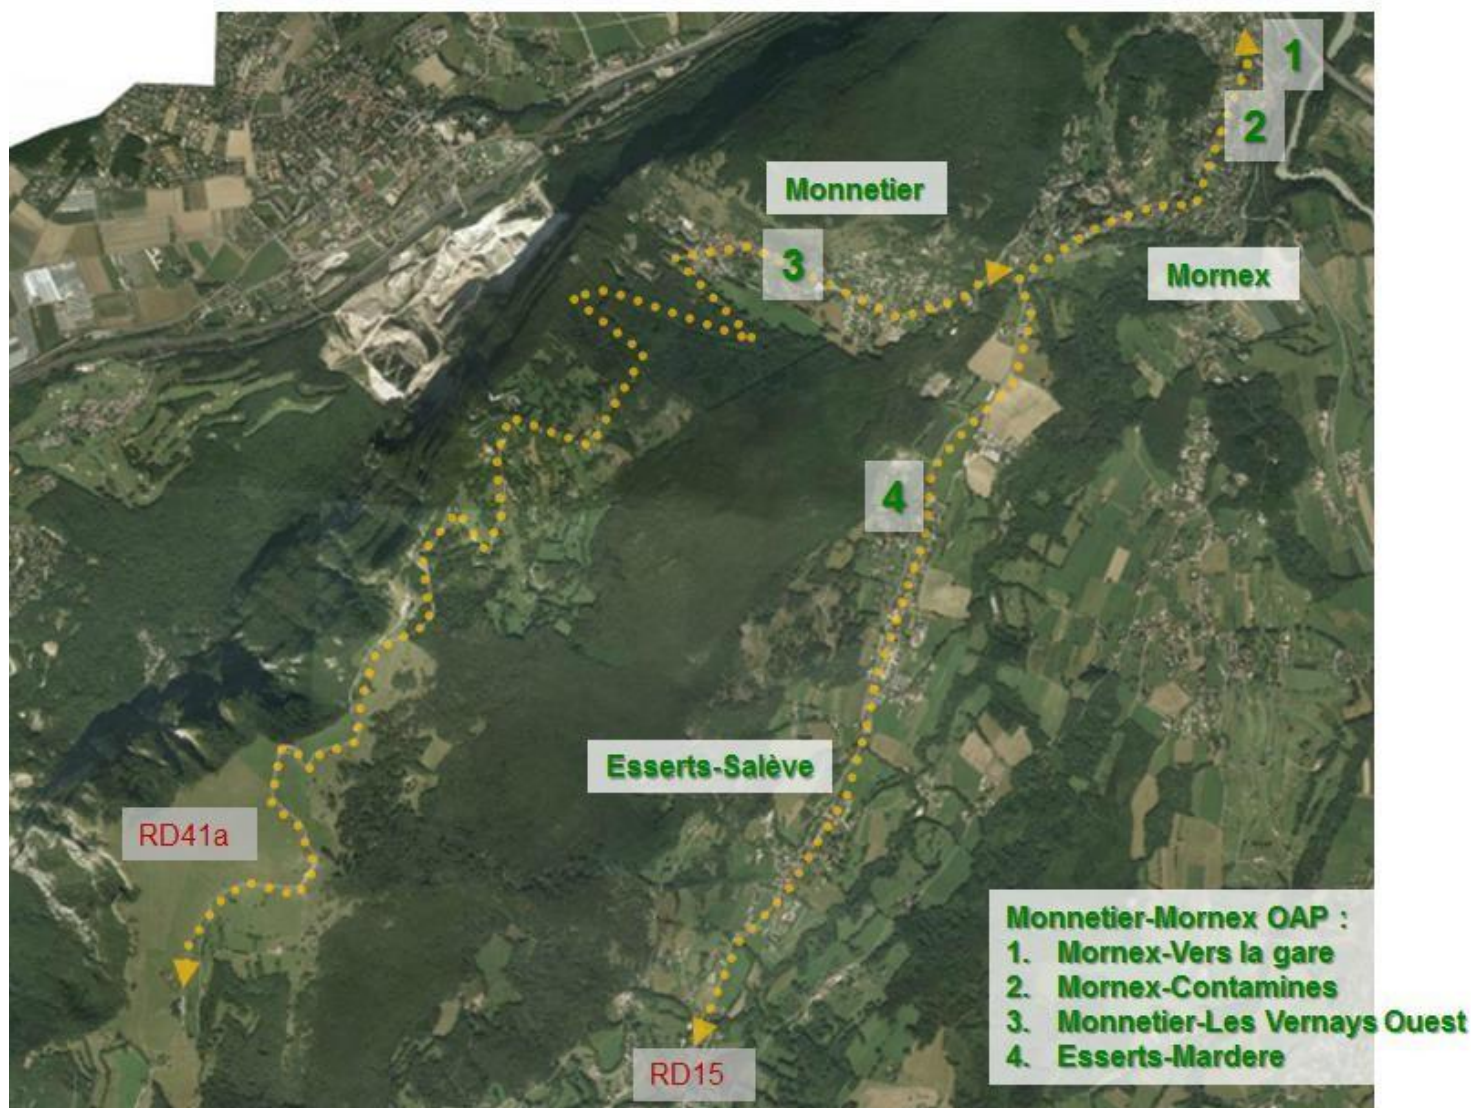 1
2
Monnetier
3
Mornex
4
Esserts-Salève
RD41a
Monnetier-Mornex OAP :
1. Mornex-Vers la gare
2. Mornex-Contamines
3. Monnetier-Les Vernays Ouest
4. Esserts-Mardere
RD15